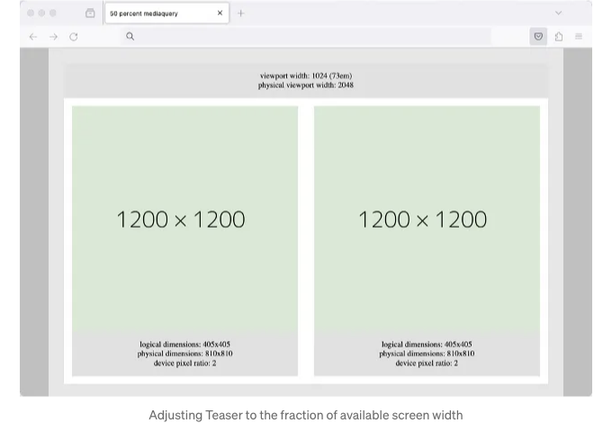 50 percent mediaquery
viewport width: 1024 (73em)
physical viewport width: 2048
1200 × 1200
1200 × 1200
logical dimensions: 405x405
physical dimensions: 810x810
device pixel ratio: 2
logical dimensions: 405x405
physical dimensions: 810x810
device pixel ratio: 2
Adjusting Teaser to the fraction of available screen width